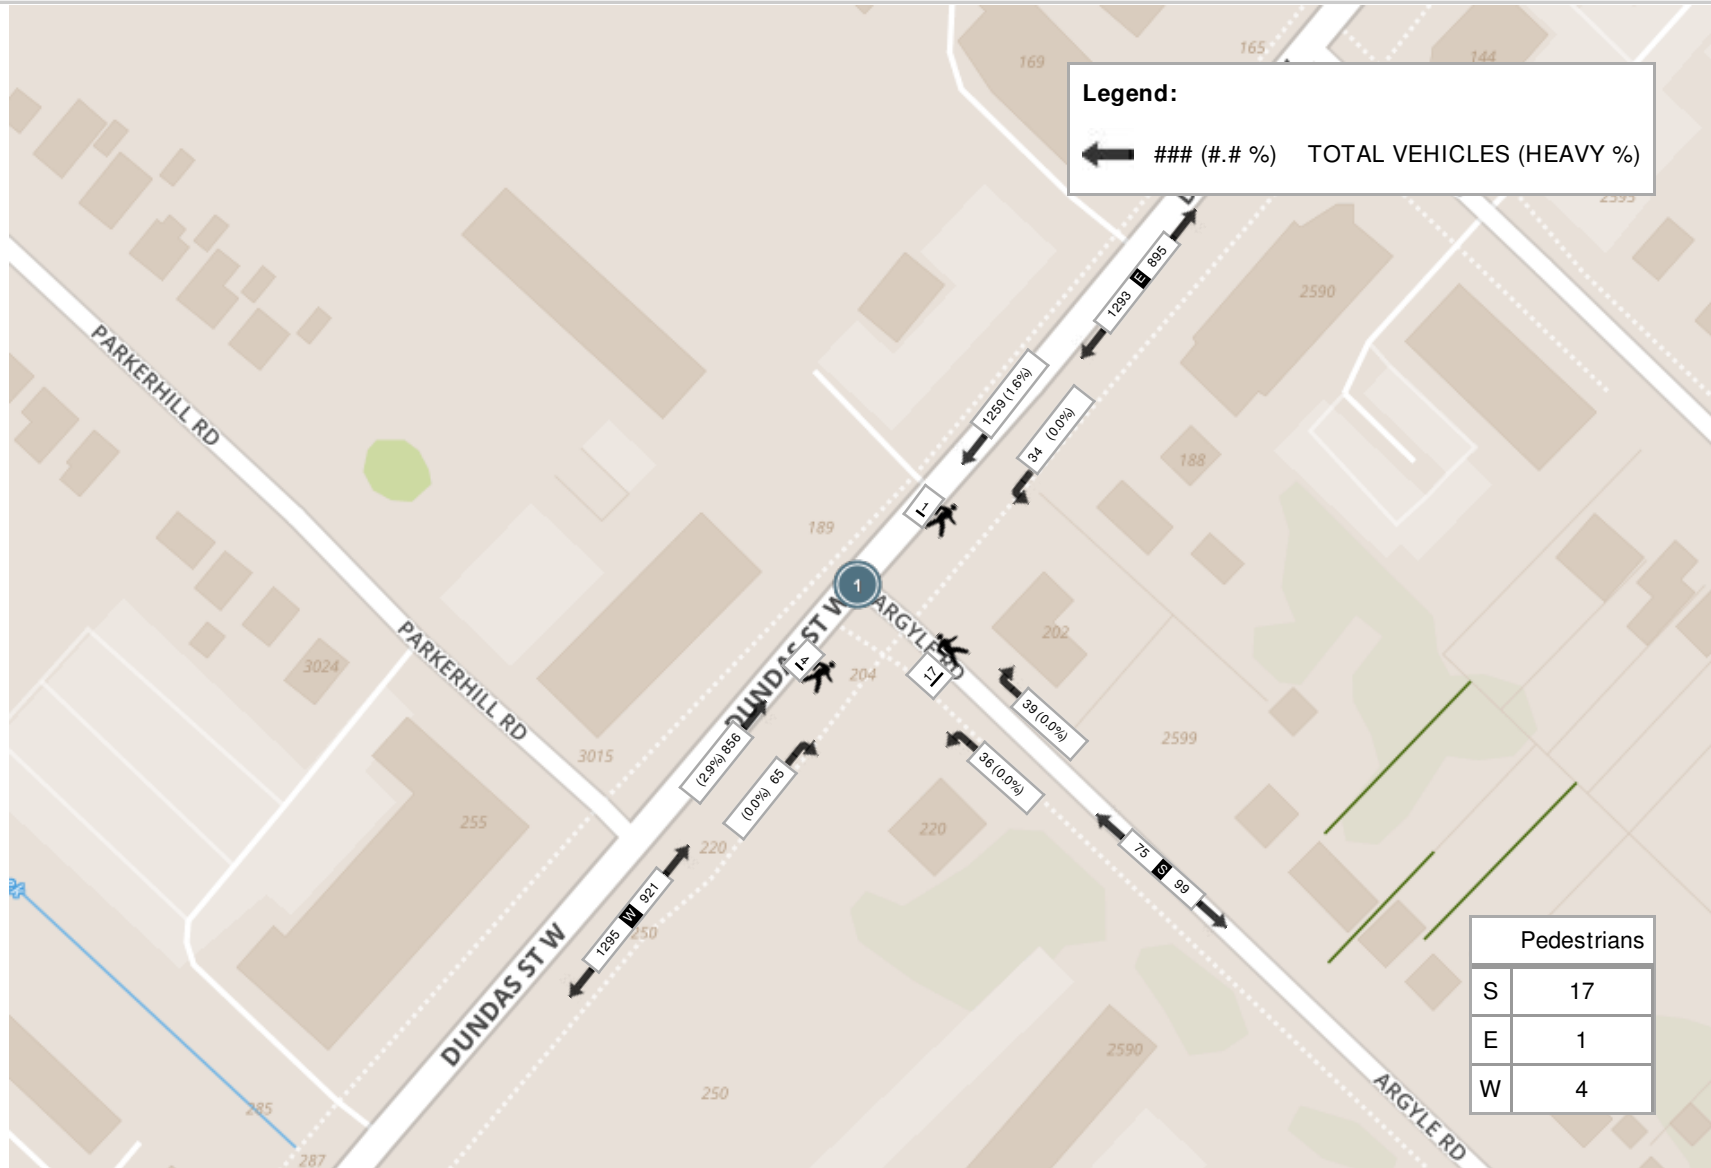 165
169
144
Legend:
### (#.# %) TOTAL VEHICLES (HEAVY %)
2593
1293 E 895
2590
PARKERHILL RD
1259 (1.6%)
34 (0.0%)
188
1
189
1
ARGYLE RD
DUNDAS ST W
202
4
17
204
PARKERHILL RD
3024
39 (0.0%)
2599
3015
(2.9%) 856
(0.0%) 65
36 (0.0%)
255
220
220
75 S 99
1295 W 921
250
DUNDAS ST W
Pedestrians
S 17
E 1
W 4
2590
250
285
287
ARGYLE RD